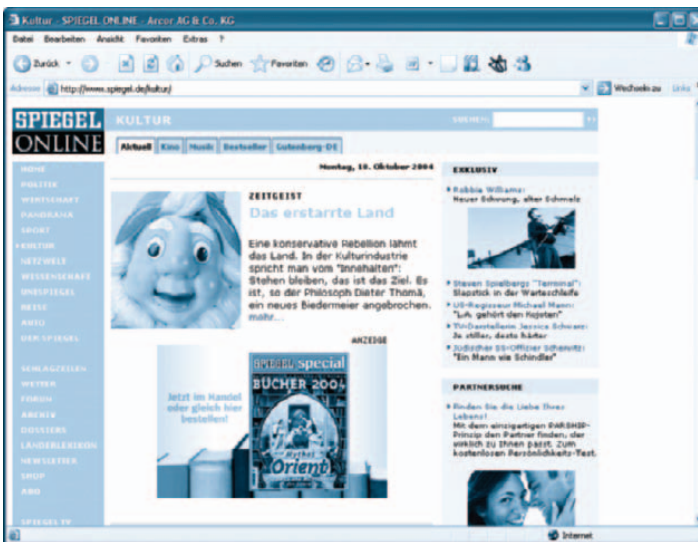 Kultur - SPIEGEL ONLINE - Arcor AG & Co. KG
Datei Bearbeiten Ansicht Favoriten Extras ?
Zurück Suchen Favoriten
Adresse http://www.spiegel.de/kultur/ Wechseln zu Links
SPIEGEL
ONLINE
KULTUR
SUCHEN:
Aktuell Kino Musik Bestseller Gutenberg-DE
HOME
POLITIK
WIRTSCHAFT
PANORAMA
SPORT
KULTUR
NETZWELT
WISSENSCHAFT
UNISPIEGEL
REISE
AUTO
DER SPIEGEL
SCHLAGZEILEN
WETTER
FORUM
ARCHIV
DOSSIERS
LÄNDERLEXIKON
NEWSLETTER
SHOP
ABO
SPIEGEL TV
Montag, 18. Oktober 2004
ZEITGEIST
Das erstarrte Land
Eine konservative Rebellion lähmt
das Land. In der Kulturindustrie
spricht man vom "Innehalten":
Stehen bleiben, das ist das Ziel. Es
ist, so der Philosoph Dieter Thomä,
ein neues Biedermeier angebrochen.
mehr...
ANZEIGE
Jetzt im Handel
oder gleich hier
bestellen!
SPIEGEL special
BÜCHER 2004
Mythos
Orient
EXKLUSIV
Robbie Williams:
Neuer Schwung, alter Schmalz
Steven Spielbergs "Terminal":
Slapstick in der Warteschleife
US-Regisseur Michael Mann:
"L.A. gehört den Kojoten"
TV-Darstellerin Jessica Schwarz:
Je stiller, desto härter
Jüdischer SS-Offizier
"Ein Mann wie Schindler"
PARTNERSUCHE
Finden Sie die Liebe Ihres
Lebens!
Mit dem einzigartigen PARSHIP-
Prinzip den Partner finden, der
wirklich zu Ihnen passt. Zum
kostenlosen Persönlichkeits-Test.
Internet